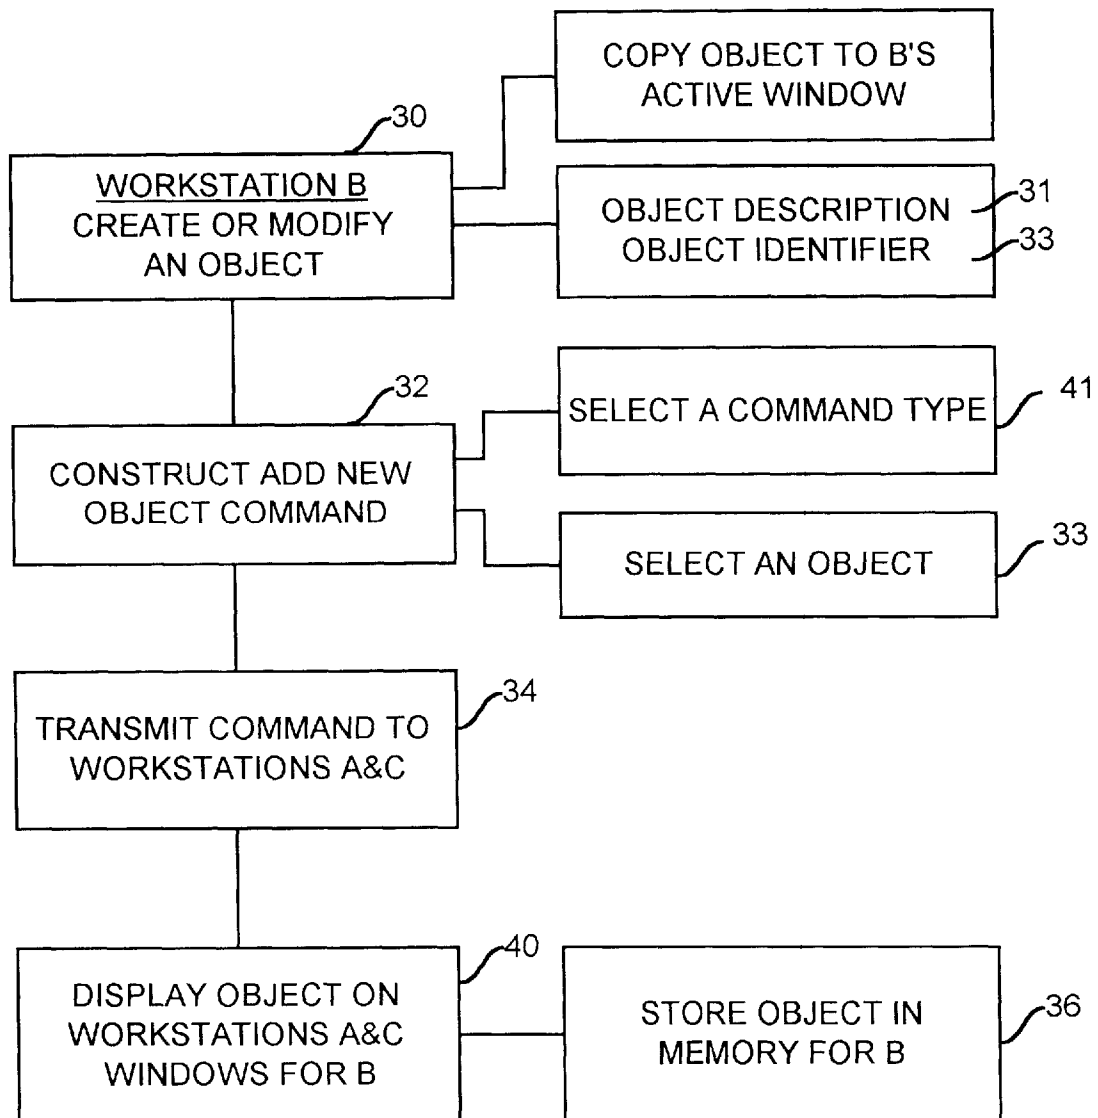 COPY OBJECT TO B'S
ACTIVE WINDOW
30
WORKSTATION B
CREATE OR MODIFY
AN OBJECT
OBJECT DESCRIPTION 31
OBJECT IDENTIFIER 33
32
CONSTRUCT ADD NEW
OBJECT COMMAND
SELECT A COMMAND TYPE 41
SELECT AN OBJECT 33
TRANSMIT COMMAND TO
WORKSTATIONS A&C
34
DISPLAY OBJECT ON
WORKSTATIONS A&C
WINDOWS FOR B
40
STORE OBJECT IN
MEMORY FOR B
36